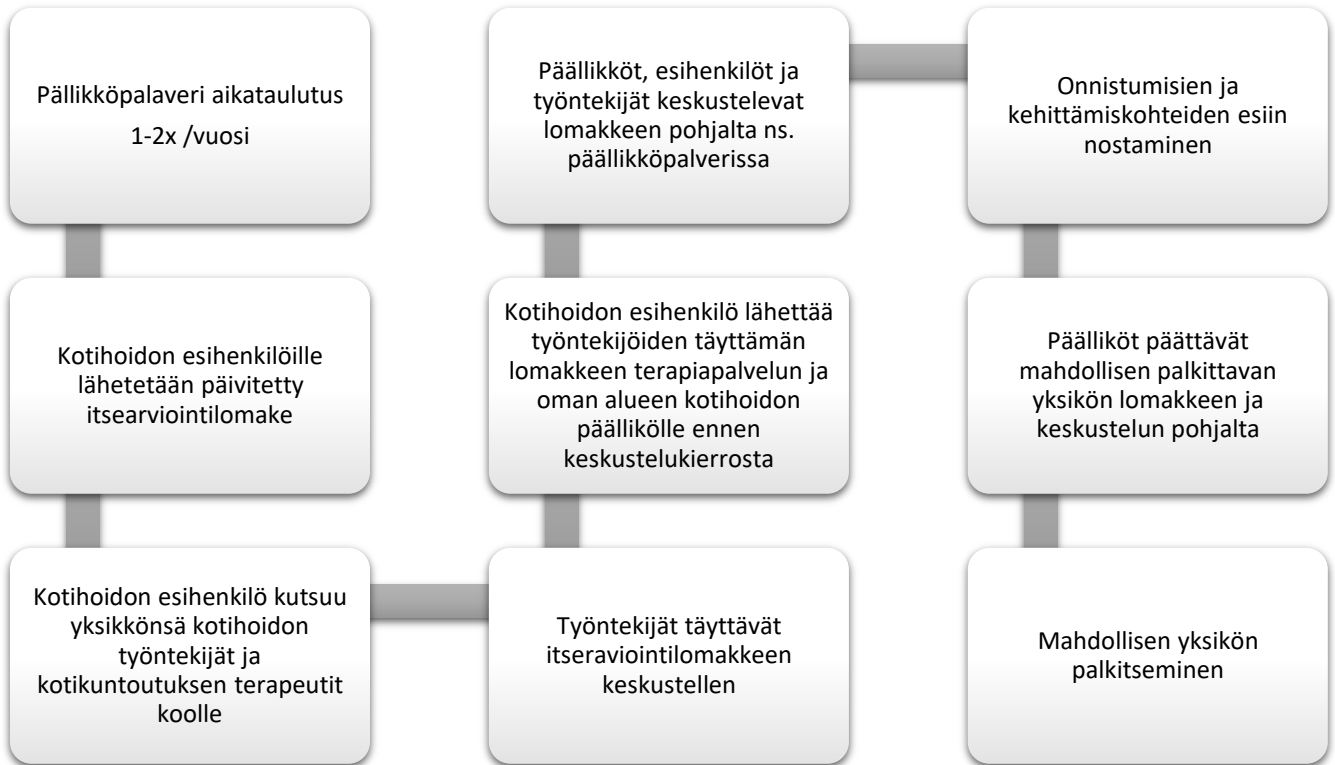 Pällikköpalaveri aikataulutus
1-2x /vuosi
Kotihoidon esihenkilöille
lähetetään päivitetty
itsearviointilomake
Kotihoidon esihenkilö kutsuu
yksikkönsä kotihoidon
työntekijät ja
kotikuntoutuksen terapeutit
koolle
Työntekijät täyttävät
itseraviointilomakkeen
keskustellen
Kotihoidon esihenkilö lähettää
työntekijöiden täyttämän
lomakkeen terapiapalvelun ja
oman alueen kotihoidon
päällikölle ennen
keskustelukierrosta
Päällikköt, esihenkilöt ja
työntekijät keskustelevat
lomakkeen pohjalta ns.
päällikköpalverissa
Onnistumisien ja
kehittämiskohteiden esiin
nostaminen
Päälliköt päättävät
mahdollisen palkittavan
yksikön lomakkeen ja
keskustelun pohjalta
Mahdollisen yksikön
palkitseminen